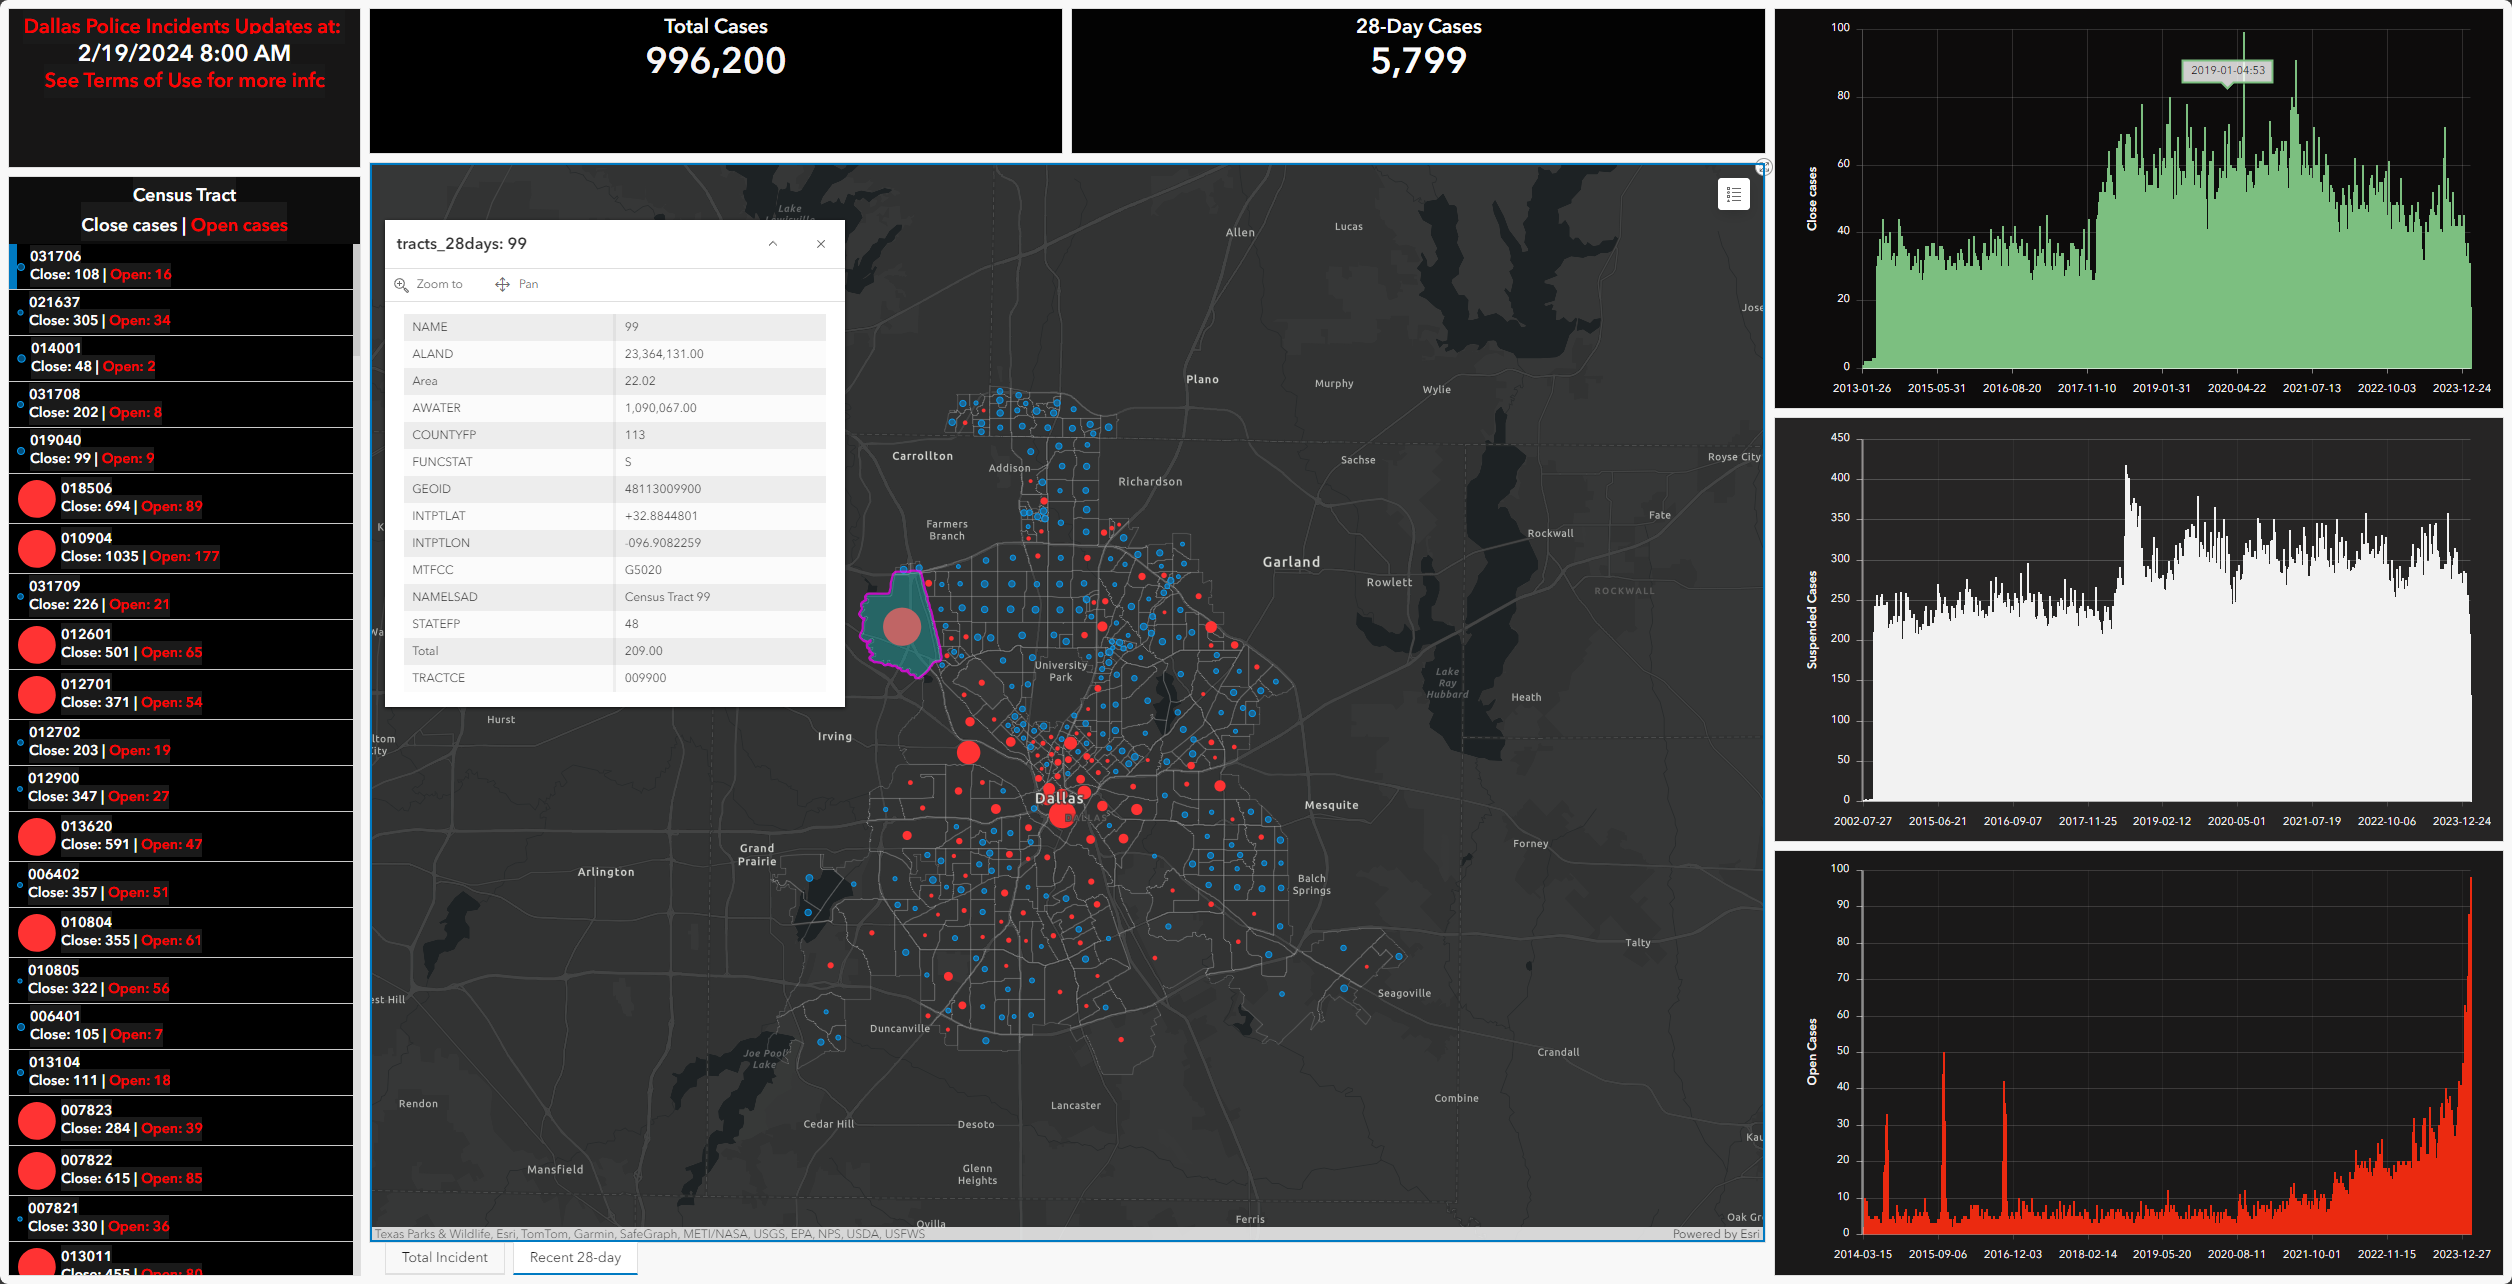 Dallas Police Incidents Updates at:
2/19/2024 8:00 AM
See Terms of Use for more infc
Total Cases
996,200
28-Day Cases
5,799
Census Tract
Close cases | Open cases
031706
Close: 108 | Open: 16
021637
Close: 305 | Open: 34
014001
Close: 48 | Open: 2
031708
Close: 202 | Open: 8
019040
Close: 99 | Open: 9
018506
Close: 694 | Open: 89
010904
Close: 1035 | Open: 177
031709
Close: 226 | Open: 21
012601
Close: 501 | Open: 65
012701
Close: 371 | Open: 54
012702
Close: 203 | Open: 19
012900
Close: 347 | Open: 27
013620
Close: 591 | Open: 47
006402
Close: 357 | Open: 51
010804
Close: 355 | Open: 61
010805
Close: 322 | Open: 56
006401
Close: 105 | Open: 7
013104
Close: 111 | Open: 18
007823
Close: 284 | Open: 39
007822
Close: 615 | Open: 85
007821
Close: 330 | Open: 36
013011
Close: 455 | Open: 80
tracts_28days: 99
Zoom to Pan
NAME 99
ALAND 23,364,131.00
Area 22.02
AWATER 1,090,067.00
COUNTYFP 113
FUNCSTAT S
GEOID 48113009900
INTPTLAT +32.8844801
INTPTLON -096.9082259
MTFCC G5020
NAMELSAD Census Tract 99
STATEFP 48
Total 209.00
TRACTCE 009900
Lake
Lewisville
Allen
Lucas
Jose
Plano
Murphy
Wylie
Carrollton
Addison
Richardson
Sachse
Royse City
Farmers
Branch
Garland
Rockwall
Fate
Rowlett
ROCKWALL
University
Park
Lake
Ray
Hubbard
Heath
Hurst
ltom
City
Irving
Dallas
DALLAS
Mesquite
Grand
Prairie
Arlington
Forney
Balch
Springs
Talty
est Hill
Seagoville
Duncanville
Joe Pool
Lake
Crandall
Rendon
Lancaster
Combine
Cedar Hill
Desoto
Kau
Mansfield
Glenn
Heights
Ovilla
Ferris
Oak Gr
Texas Parks & Wildlife, Esri, TomTom, Garmin, SafeGraph, METI/NASA, USGS, EPA, NPS, USDA, USFWS
Powered by Esri
Total Incident
Recent 28-day
Close cases
100
80
60
40
20
0
2019-01-04:53
2013-01-26 2015-05-31 2016-08-20 2017-11-10 2019-01-31 2020-04-22 2021-07-13 2022-10-03 2023-12-24
Suspended Cases
450
400
350
300
250
200
150
100
50
0
2002-07-27 2015-06-21 2016-09-07 2017-11-25 2019-02-12 2020-05-01 2021-07-19 2022-10-06 2023-12-24
Open Cases
100
90
80
70
60
50
40
30
20
10
0
2014-03-15 2015-09-06 2016-12-03 2018-02-14 2019-05-20 2020-08-11 2021-10-01 2022-11-15 2023-12-27